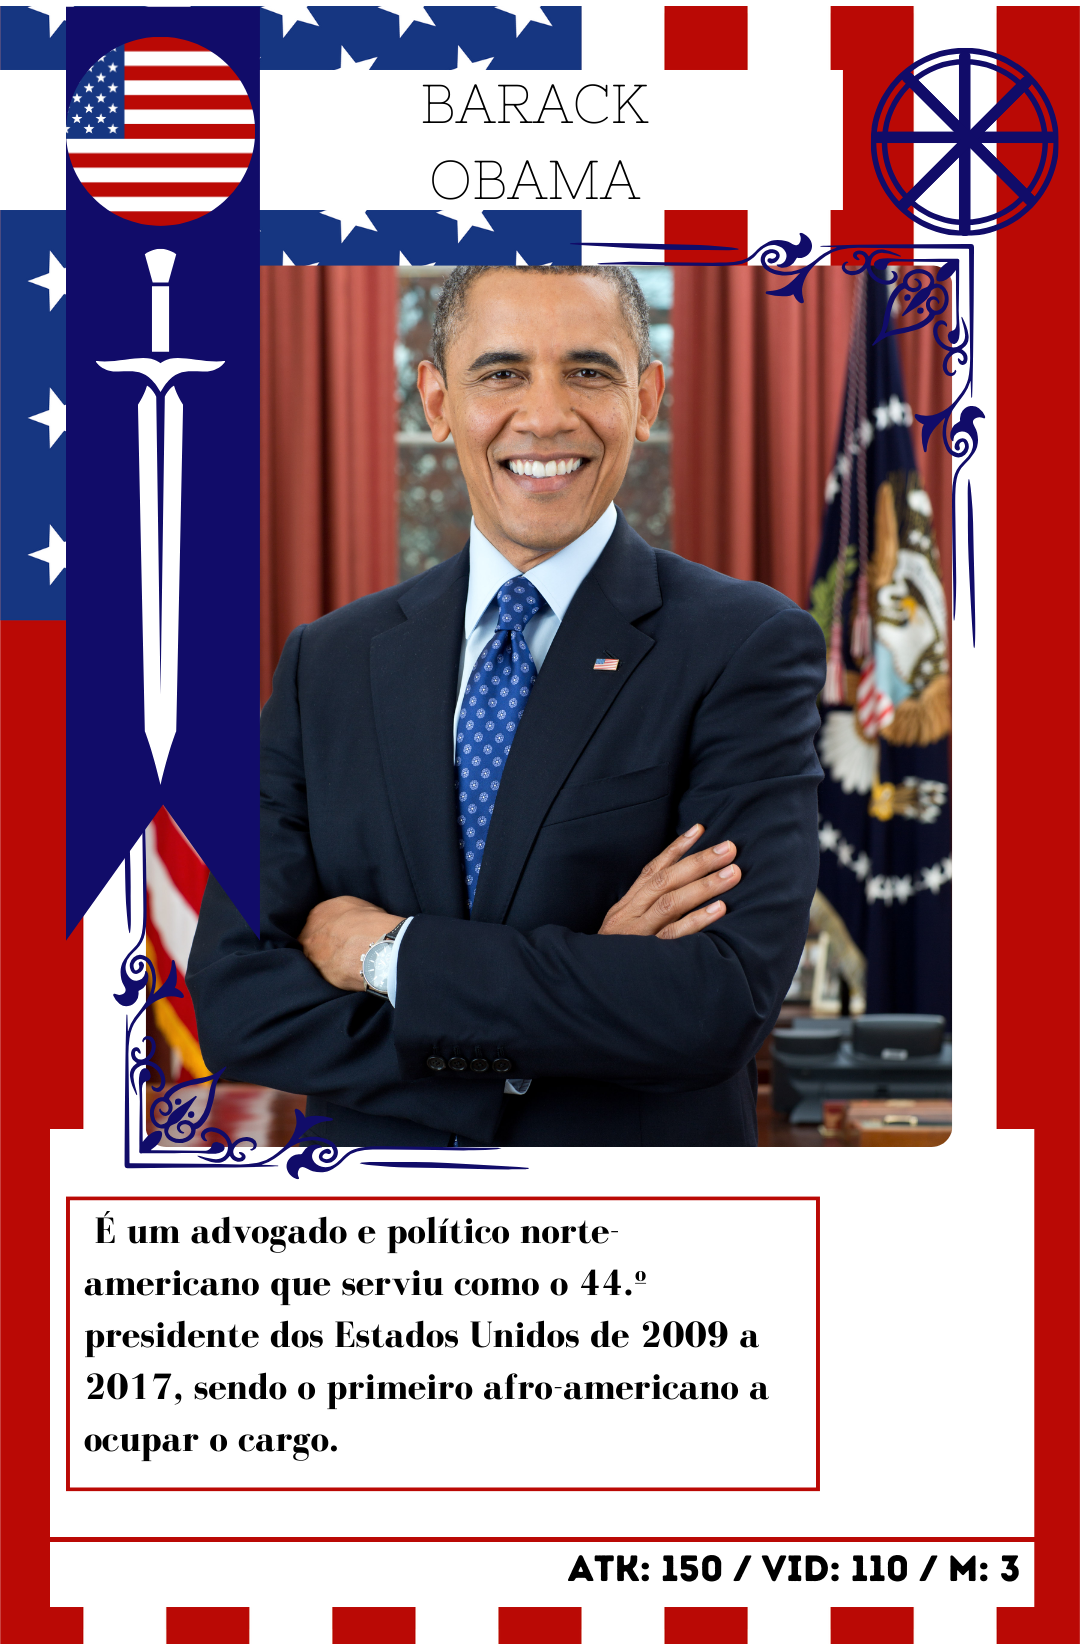 BARACK
OBAMA
É um advogado e político norte-
americano que serviu como o 44.º
presidente dos Estados Unidos de 2009 a
2017, sendo o primeiro afro-americano a
ocupar o cargo.
ATK: 150 / VID: 110 / M: 3